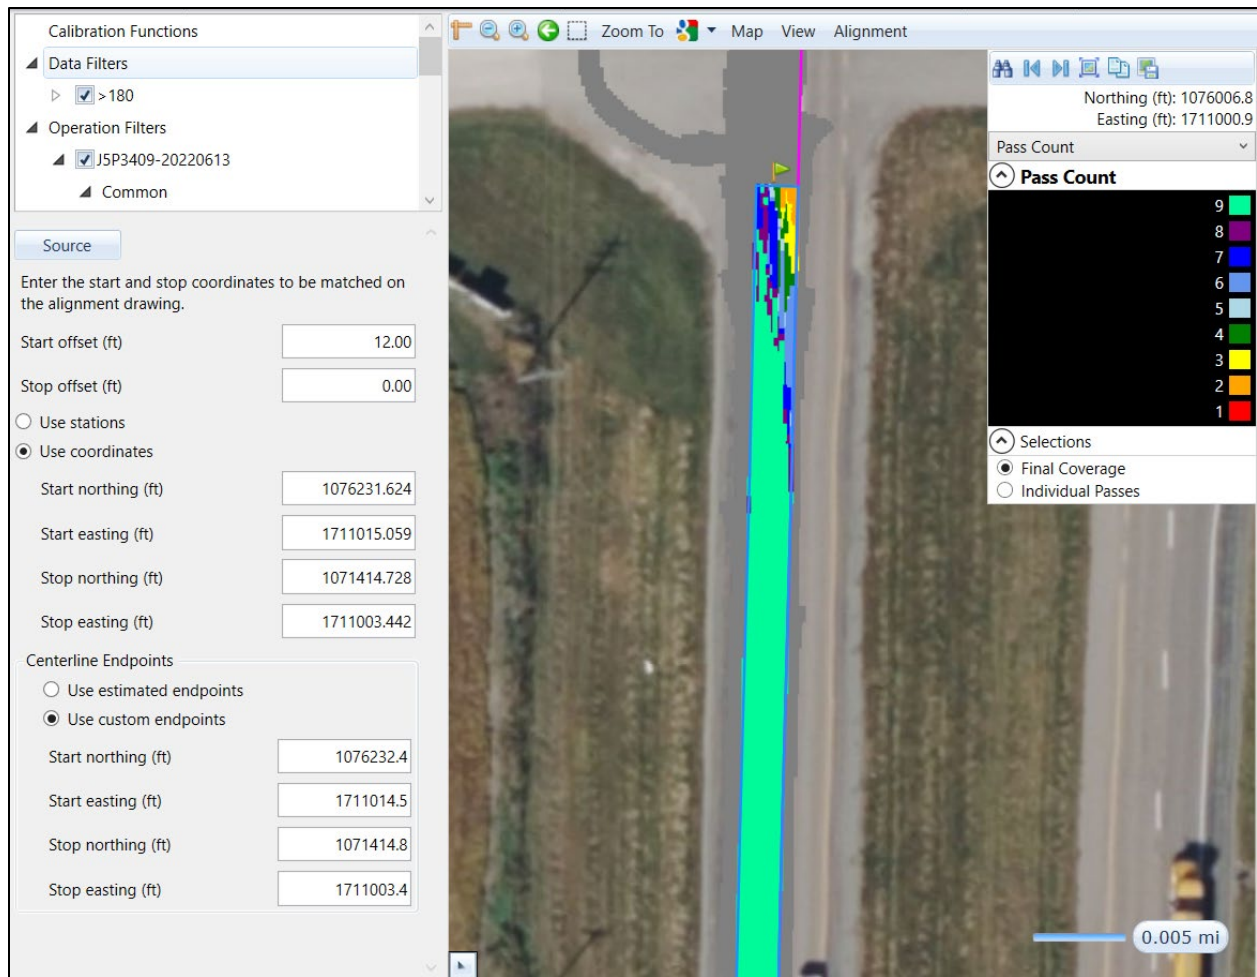 Calibration Functions
Data Filters
>180
Operation Filters
J5P3409-20220613
Common
Source
Enter the start and stop coordinates to be matched on
the alignment drawing.
Start offset (ft) 12.00
Stop offset (ft) 0.00
Use stations
Use coordinates
Start northing (ft) 1076231.624
Start easting (ft) 1711015.059
Stop northing (ft) 1071414.728
Stop easting (ft) 1711003.442
Centerline Endpoints
Use estimated endpoints
Use custom endpoints
Start northing (ft) 1076232.4
Start easting (ft) 1711014.5
Stop northing (ft) 1071414.8
Stop easting (ft) 1711003.4
Zoom To Map View Alignment
Northing (ft): 1076006.8
Easting (ft): 1711000.9
Pass Count
Pass Count
9
8
7
6
5
4
3
2
1
Selections
Final Coverage
Individual Passes
0.005 mi